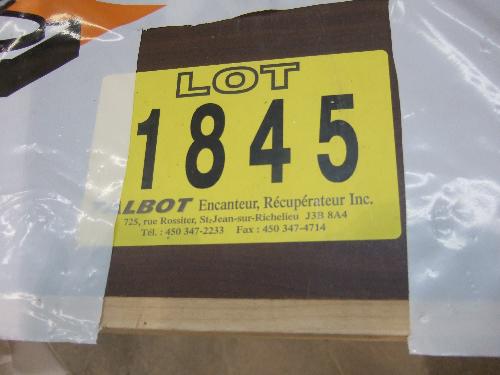 LOT
1845
TALBOT Encanteur, Récupérateur Inc.
725, rue Rossiter, St-Jean-sur-Richelieu J3B 8A4
Tél. : 450 347-2233 Fax : 450 347-4714